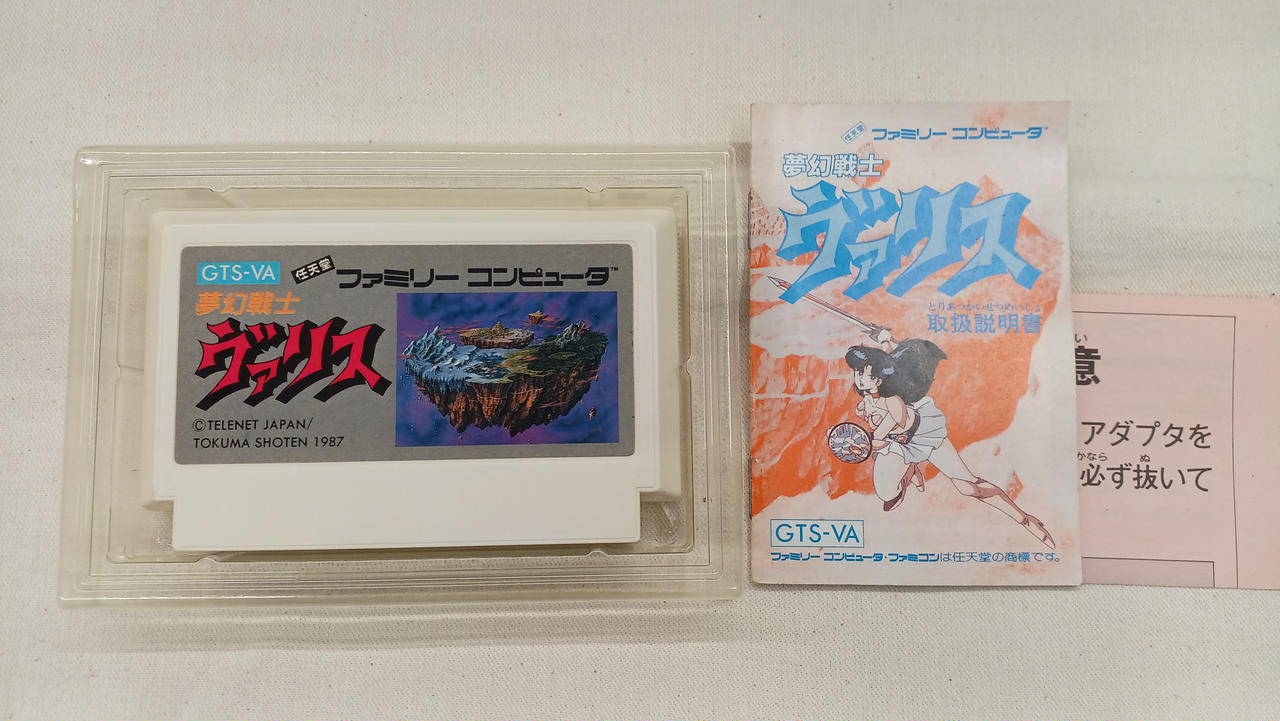 GTS-VA
任天堂 ファミリー コンピュータ™
夢幻戦士
ヴァリス
©TELENET JAPAN/
TOKUMA SHOTEN 1987
任天堂 ファミリー コンピュータ™
夢幻戦士
ヴァリス
とりあつかいせつめいしょ
取扱説明書
GTS-VA
ファミリー コンピュータ・ファミコンは任天堂の商標です。
い
意
アダプタを
かなら ぬ
必ず抜いて